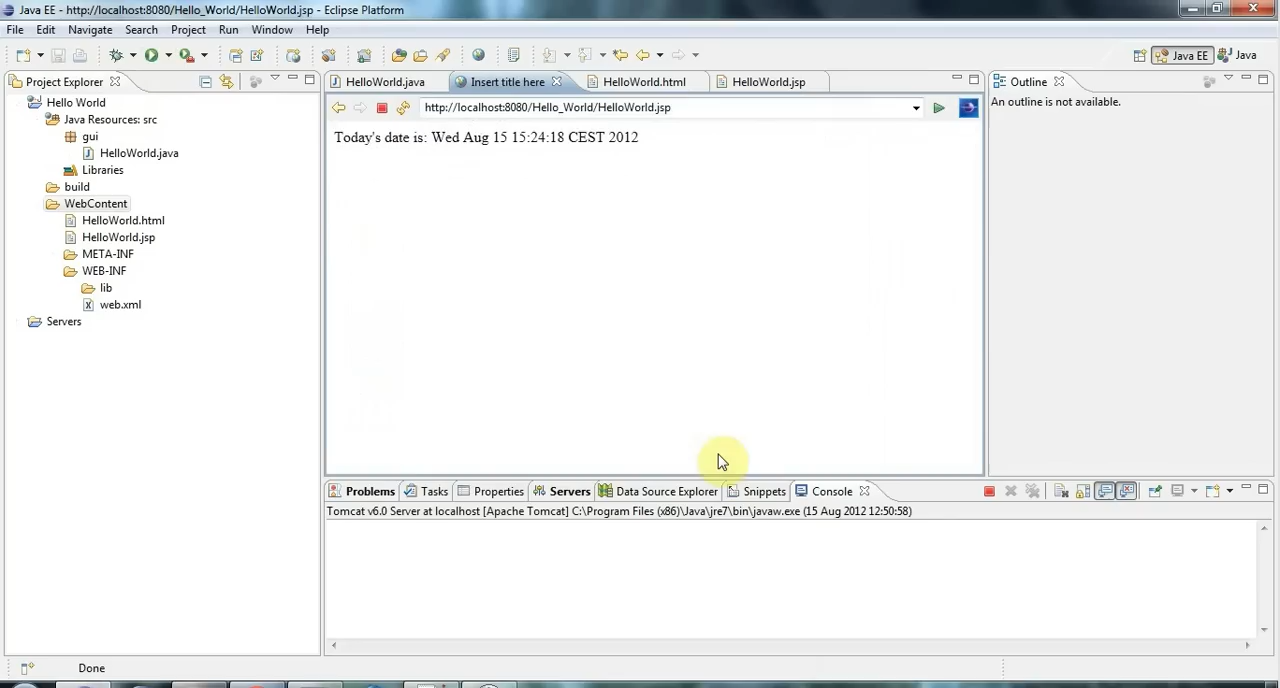 Java EE - http://localhost:8080/Hello_World/HelloWorld.jsp - Eclipse Platform
File Edit Navigate Search Project Run Window Help
Java EE Java
Project Explorer
Hello World
Java Resources: src
gui
HelloWorld.java
Libraries
build
WebContent
HelloWorld.html
HelloWorld.jsp
META-INF
WEB-INF
lib
web.xml
Servers
HelloWorld.java Insert title here HelloWorld.html HelloWorld.jsp
http://localhost:8080/Hello_World/HelloWorld.jsp
Today's date is: Wed Aug 15 15:24:18 CEST 2012
Outline
An outline is not available.
Problems Tasks Properties Servers Data Source Explorer Snippets Console
Tomcat v6.0 Server at localhost [Apache Tomcat] C:\Program Files (x86)\Java\jre7\bin\javaw.exe (15 Aug 2012 12:50:58)
Done